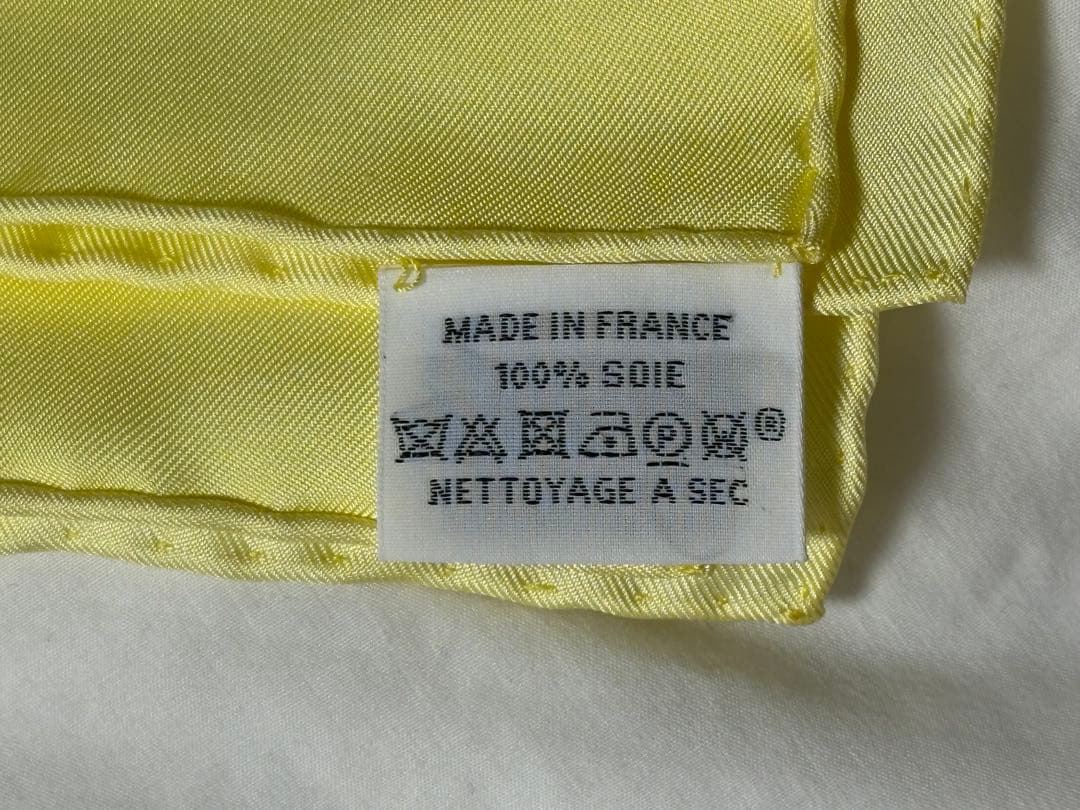 MADE IN FRANCE
100% SOIE
P W ®
NETTOYAGE A SEC